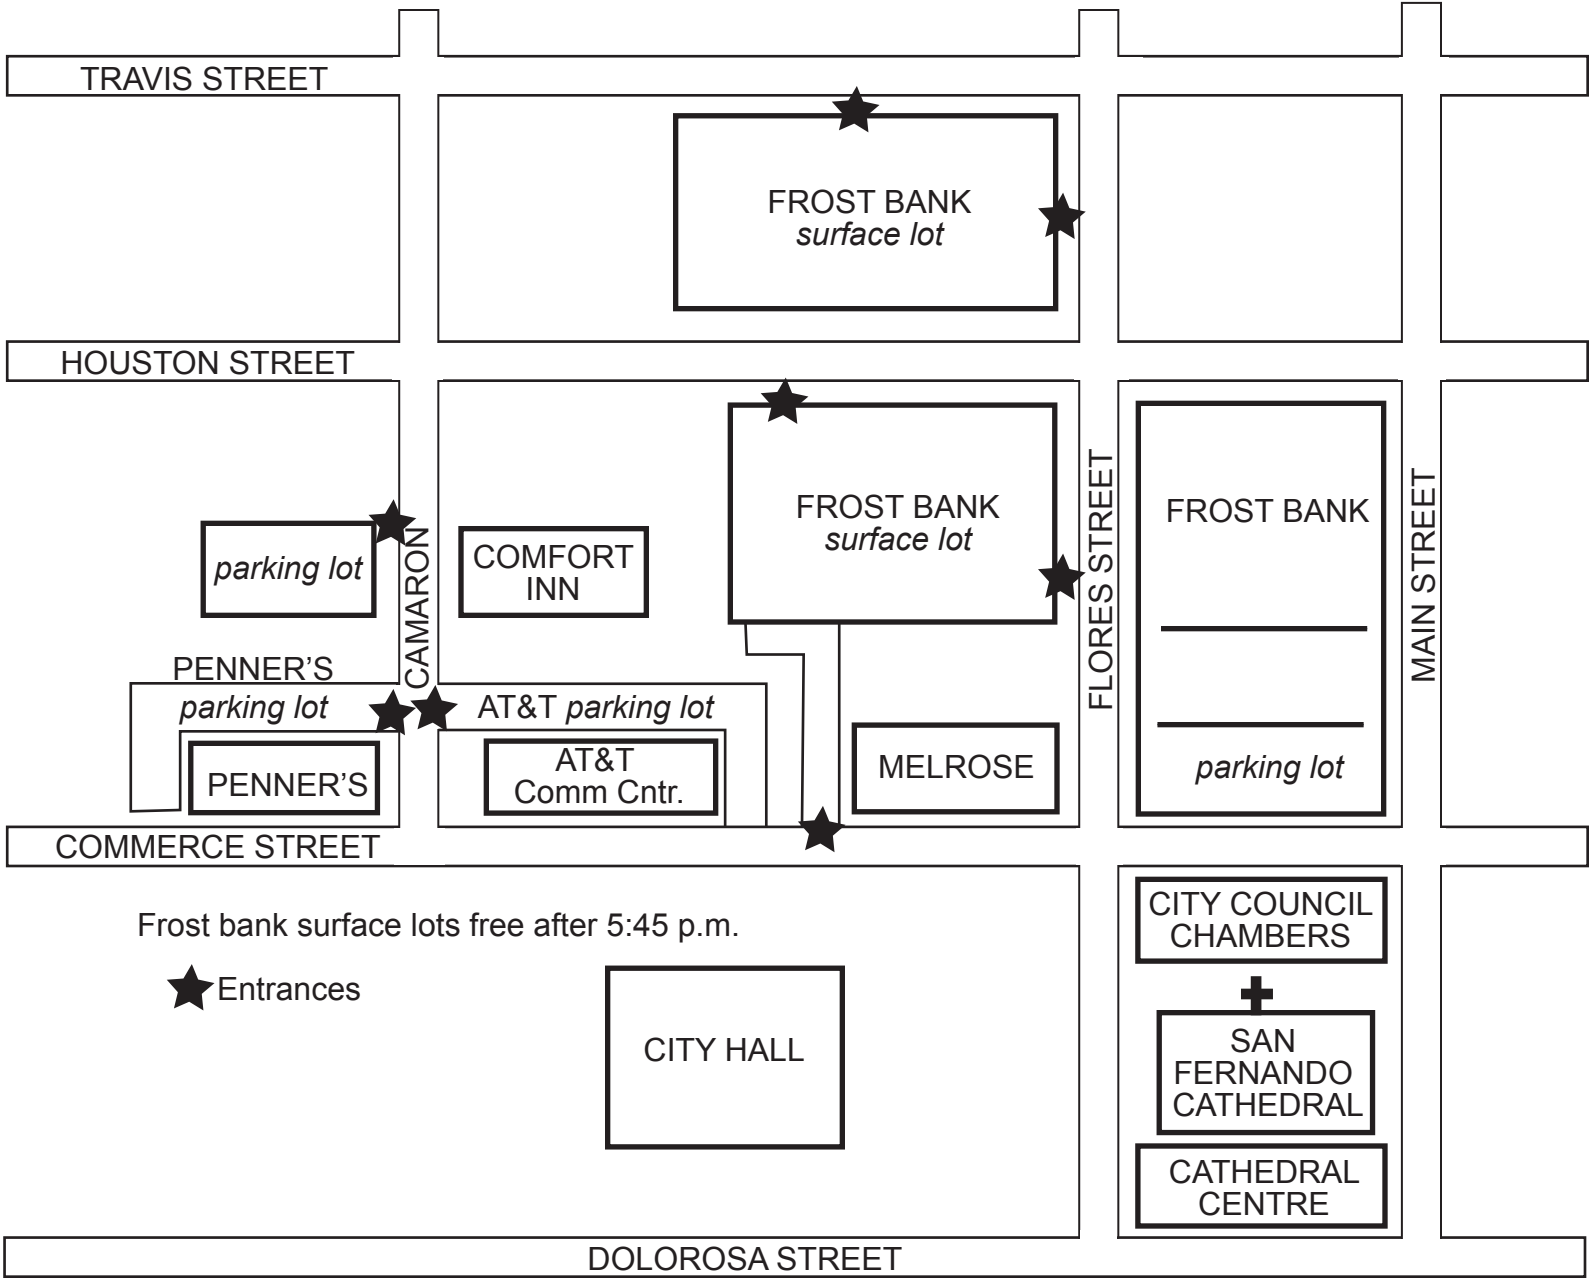 TRAVIS STREET
FROST BANK
surface lot
HOUSTON STREET
FROST BANK
surface lot
FLORES STREET
FROST BANK
MAIN STREET
parking lot
CAMARON
COMFORT
INN
PENNER'S
parking lot
AT&T parking lot
PENNER'S
AT&T
Comm Cntr.
MELROSE
parking lot
COMMERCE STREET
Frost bank surface lots free after 5:45 p.m.
Entrances
CITY HALL
CITY COUNCIL
CHAMBERS
SAN
FERNANDO
CATHEDRAL
CATHEDRAL
CENTRE
DOLOROSA STREET